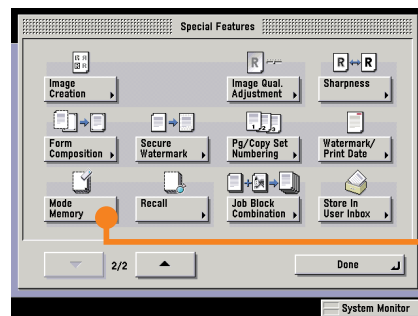 Special Features
Image
Creation
Image Qual.
Adjustment
Sharpness
Form
Composition
Secure
Watermark
Pg/Copy Set
Numbering
Watermark/
Print Date
Mode
Memory
Recall
Job Block
Combination
Store In
User Inbox
2/2
Done
System Monitor